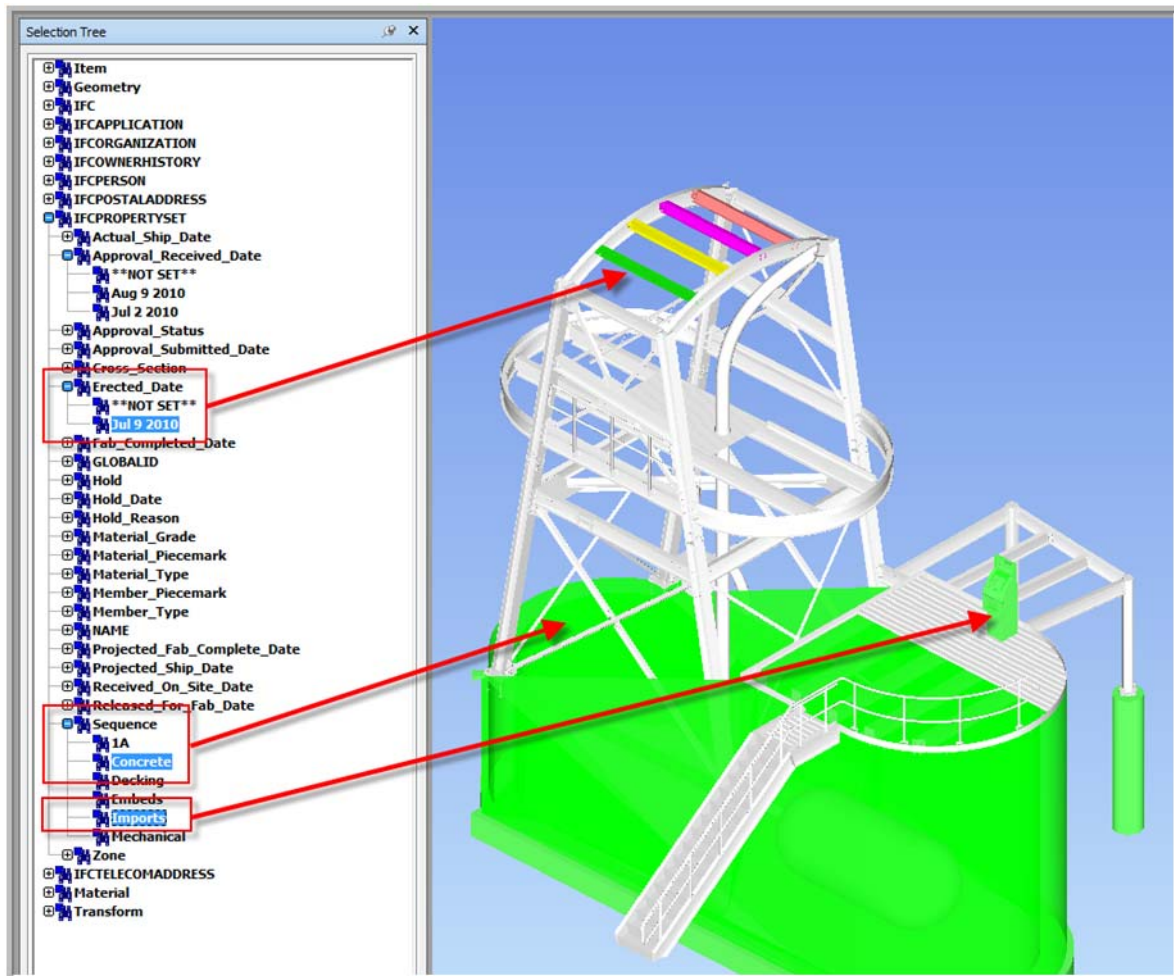 Selection Tree
Item
Geometry
IFC
IFCAPPLICATION
IFCORGANIZATION
IFCOWNERHISTORY
IFCPERSON
IFCPOSTALADDRESS
IFCPROPERTYSET
Actual_Ship_Date
Approval_Received_Date
**NOT SET**
Aug 9 2010
Jul 2 2010
Approval_Status
Approval_Submitted_Date
Cross_Section
Erected_Date
**NOT SET**
Jul 9 2010
Fab_Completed_Date
GLOBALID
Hold
Hold_Date
Hold_Reason
Material_Grade
Material_Piecemark
Material_Type
Member_Piecemark
Member_Type
NAME
Projected_Fab_Complete_Date
Projected_Ship_Date
Received_On_Site_Date
Released_For_Fab_Date
Sequence
1A
Concrete
Decking
Embeds
Imports
Mechanical
Zone
IFCTELECOMADDRESS
Material
Transform